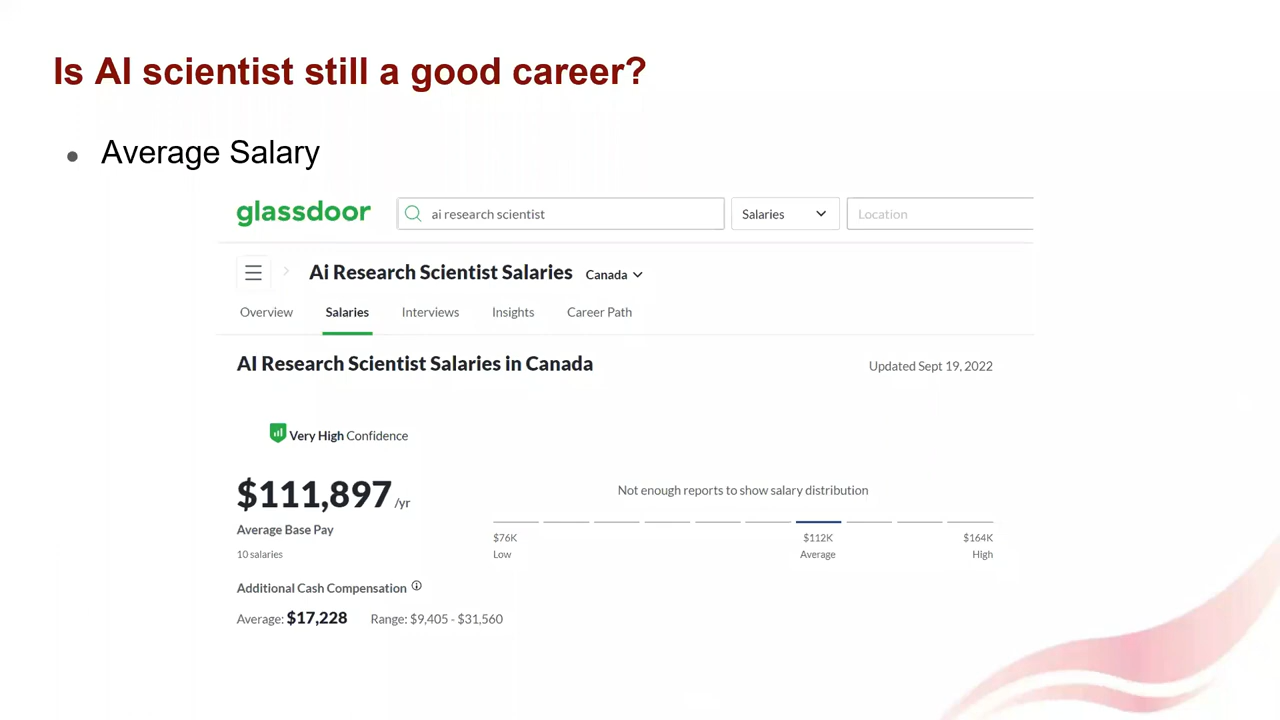 Is AI scientist still a good career?
● Average Salary
glassdoor ai research scientist Salaries Location
Ai Research Scientist Salaries Canada
Overview Salaries Interviews Insights Career Path
AI Research Scientist Salaries in Canada Updated Sept 19, 2022
Very High Confidence
$111,897 /yr
Not enough reports to show salary distribution
Average Base Pay
10 salaries
$76K $112K $164K
Low Average High
Additional Cash Compensation
Average: $17,228 Range: $9,405 - $31,560